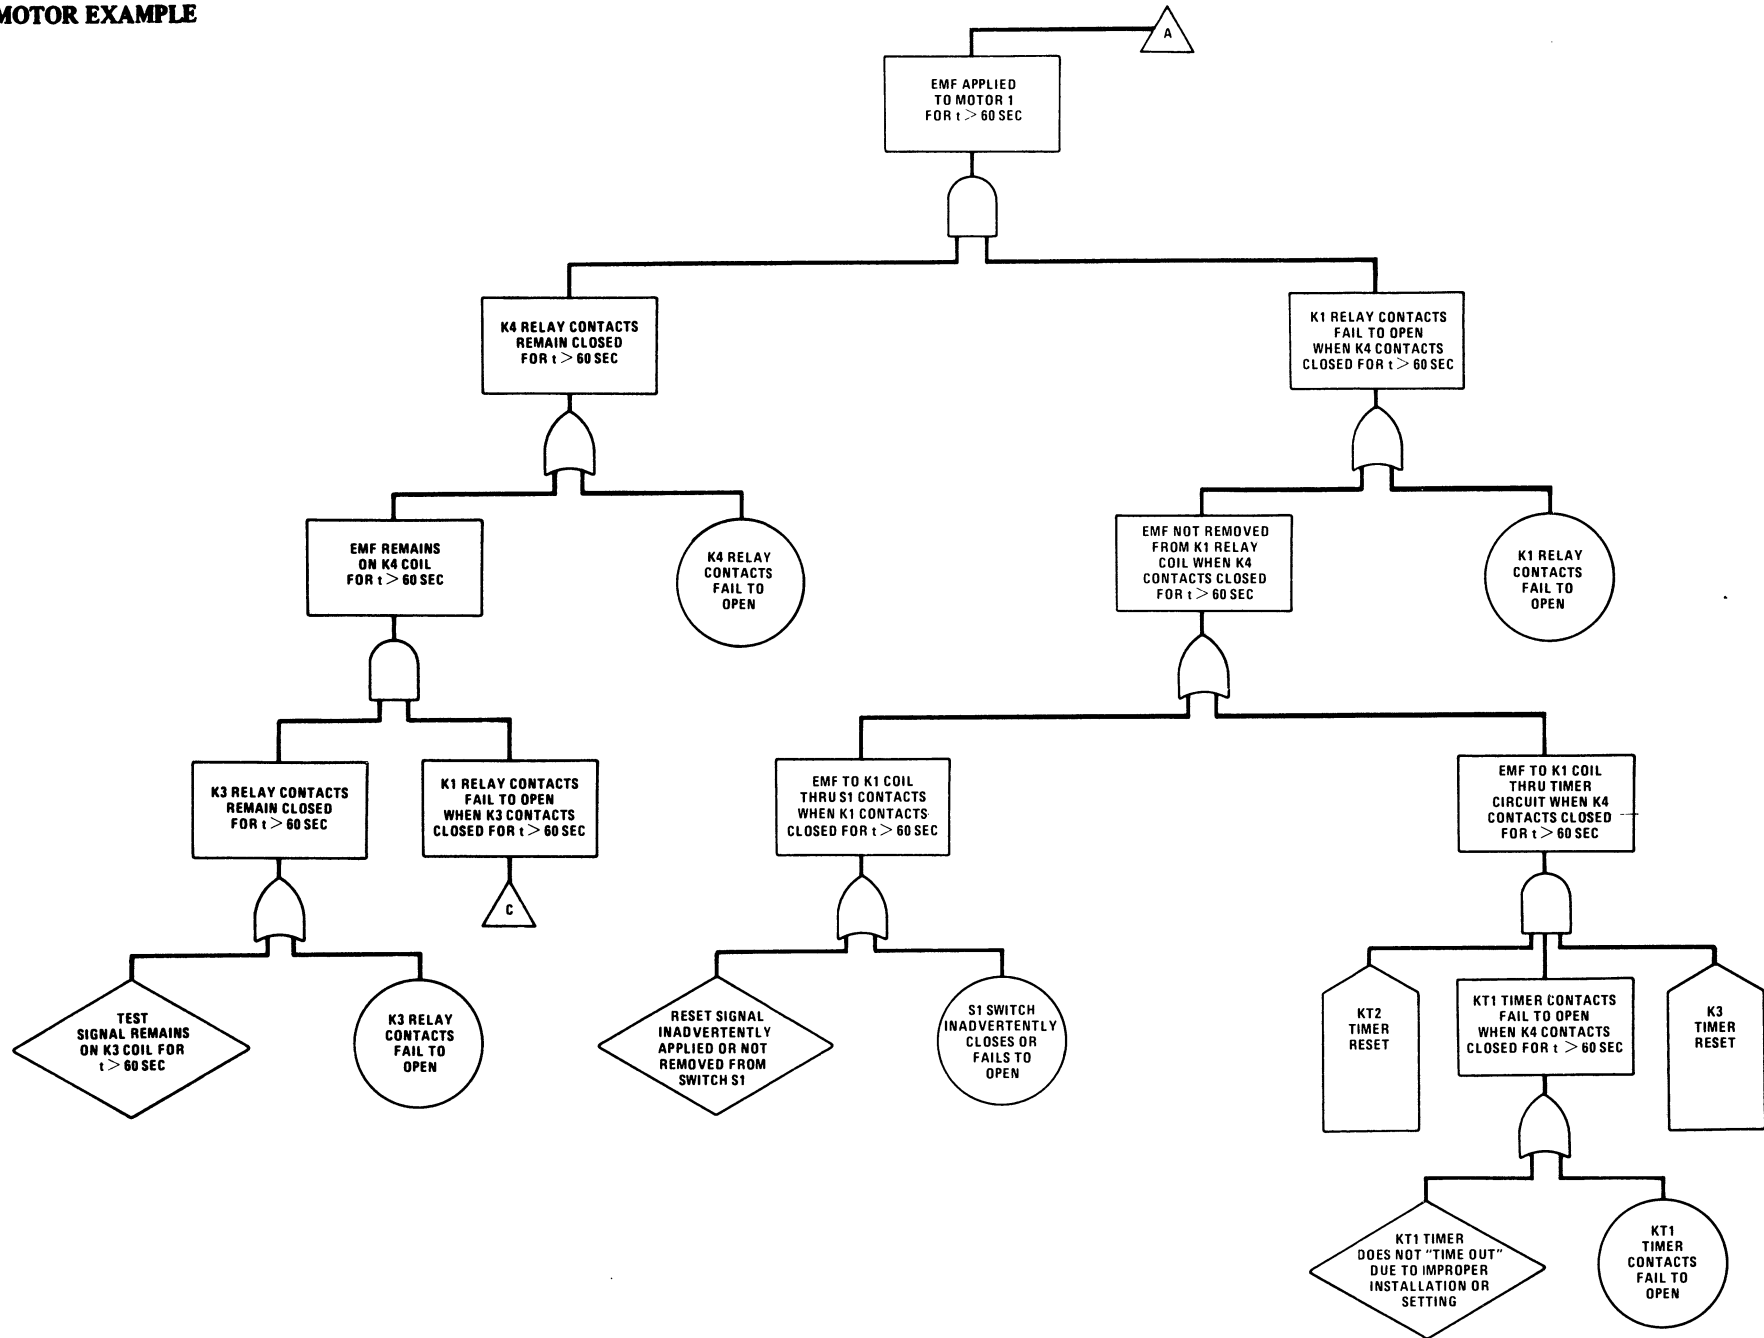 MOTOR EXAMPLE
A
EMF APPLIED
TO MOTOR 1
FOR t > 60 SEC
K4 RELAY CONTACTS
REMAIN CLOSED
FOR t > 60 SEC
K1 RELAY CONTACTS
FAIL TO OPEN
WHEN K4 CONTACTS
CLOSED FOR t > 60 SEC
EMF REMAINS
ON K4 COIL
FOR t > 60 SEC
K4 RELAY
CONTACTS
FAIL TO
OPEN
EMF NOT REMOVED
FROM K1 RELAY
COIL WHEN K4
CONTACTS CLOSED
FOR t > 60 SEC
K1 RELAY
CONTACTS
FAIL TO
OPEN
K3 RELAY CONTACTS
REMAIN CLOSED
FOR t > 60 SEC
K1 RELAY CONTACTS
FAIL TO OPEN
WHEN K3 CONTACTS
CLOSED FOR t > 60 SEC
C
EMF TO K1 COIL
THRU S1 CONTACTS
WHEN K1 CONTACTS
CLOSED FOR t > 60 SEC
EMF TO K1 COIL
THRU TIMER
CIRCUIT WHEN K4
CONTACTS CLOSED
FOR t > 60 SEC
TEST
SIGNAL REMAINS
ON K3 COIL FOR
t > 60 SEC
K3 RELAY
CONTACTS
FAIL TO
OPEN
RESET SIGNAL
INADVERTENTLY
APPLIED OR NOT
REMOVED FROM
SWITCH S1
S1 SWITCH
INADVERTENTLY
CLOSES OR
FAILS TO
OPEN
KT2
TIMER
RESET
KT1 TIMER CONTACTS
FAIL TO OPEN
WHEN K4 CONTACTS
CLOSED FOR t > 60 SEC
K3
TIMER
RESET
KT1 TIMER
DOES NOT "TIME OUT"
DUE TO IMPROPER
INSTALLATION OR
SETTING
KT1
TIMER
CONTACTS
FAIL TO
OPEN